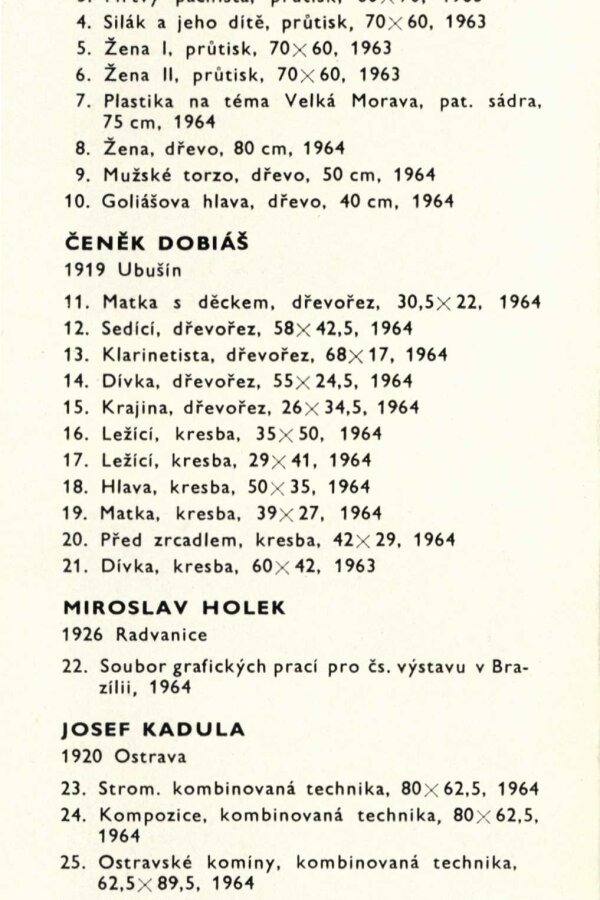 4. Silák a jeho dítě, průtisk, 70×60, 1963
5. Žena I, průtisk, 70×60, 1963
6. Žena II, průtisk, 70×60, 1963
7. Plastika na téma Velká Morava, pat. sádra,
75 cm, 1964
8. Žena, dřevo, 80 cm, 1964
9. Mužské torzo, dřevo, 50 cm, 1964
10. Goliášova hlava, dřevo, 40 cm, 1964
ČENĚK DOBIÁŠ
1919 Ubušín
11. Matka s děckem, dřevořez, 30,5×22, 1964
12. Sedící, dřevořez, 58×42,5, 1964
13. Klarinetista, dřevořez, 68×17, 1964
14. Dívka, dřevořez, 55×24,5, 1964
15. Krajina, dřevořez, 26×34,5, 1964
16. Ležící, kresba, 35×50, 1964
17. Ležící, kresba, 29×41, 1964
18. Hlava, kresba, 50×35, 1964
19. Matka, kresba, 39×27, 1964
20. Před zrcadlem, kresba, 42×29, 1964
21. Dívka, kresba, 60×42, 1963
MIROSLAV HOLEK
1926 Radvanice
22. Soubor grafických prací pro čs. výstavu v Bra-
zílii, 1964
JOSEF KADULA
1920 Ostrava
23. Strom. kombinovaná technika, 80×62,5, 1964
24. Kompozice, kombinovaná technika, 80×62,5,
1964
25. Ostravské komíny, kombinovaná technika,
62,5×89,5, 1964